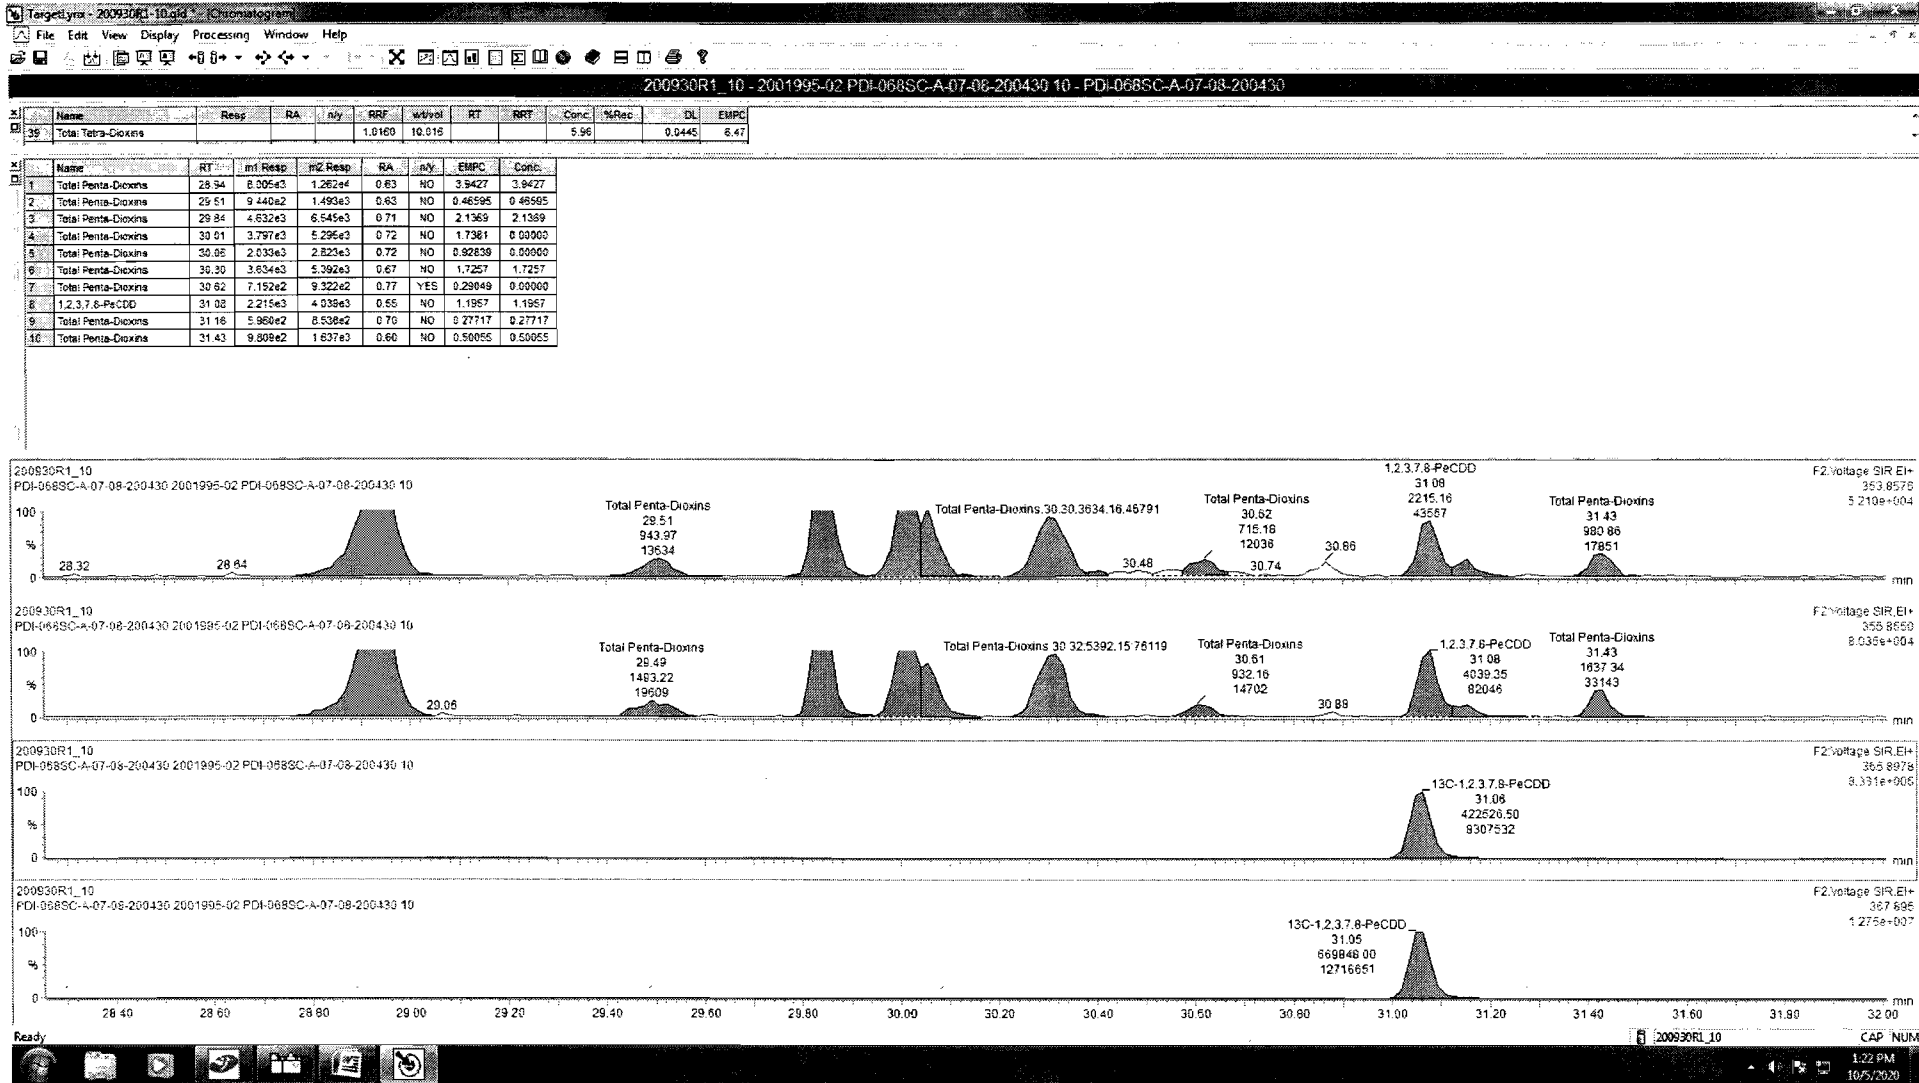 TargetLynx - 200930R1-10.qld * - [Chromatogram]
File Edit View Display Processing Window Help
200930R1_10 - 2001995-02 PDI-068SC-A-07-08-200430 10 - PDI-068SC-A-07-08-200430
Name Resp RA n/y RRF wt/vol RT RRT Conc. %Rec DL EMPC
39 Total Tetra-Dioxins 1.0160 10.016 5.96 0.0445 6.47
Name RT m1 Resp m2 Resp RA n/y EMPC Conc.
1 Total Penta-Dioxins 28.94 1.262e4 0.63 NO 3.9427 3.9427
2 Total Penta-Dioxins 29.51 9.440e2 1.493e3 0.63 NO 0.46595 0.46595
3 Total Penta-Dioxins 29.84 4.632e3 6.545e3 0.71 NO 2.1369 2.1369
4 Total Penta-Dioxins 30.01 3.797e3 5.295e3 0.72 NO 1.7381 0.00000
5 Total Penta-Dioxins 30.05 2.033e3 2.823e3 0.72 NO 0.92839 0.00000
6 Total Penta-Dioxins 30.30 3.634e3 5.392e3 0.67 NO 1.7257 1.7257
7 Total Penta-Dioxins 30.62 7.152e2 9.322e2 0.77 YES 0.29049 0.00000
8 1,2,3,7,8-PeCDD 31.08 2.215e3 4.039e3 0.55 NO 1.1957 1.1957
9 Total Penta-Dioxins 31.16 5.960e2 8.538e2 0.70 NO 0.27717 0.27717
10 Total Penta-Dioxins 31.43 9.809e2 1.637e3 0.60 NO 0.50055 0.50055
200930R1_10
PDI-068SC-A-07-08-200430 2001995-02 PDI-068SC-A-07-08-200430 10
F2:Voltage SIR,EI+
353.8576
5.210e+004
100
%
0
28.32
28.64
Total Penta-Dioxins
29.51
943.97
13634
Total Penta-Dioxins;30.30;3634.16;46791
30.48
Total Penta-Dioxins
30.62
715.18
12036
30.74
30.86
1,2,3,7,8-PeCDD
31.08
2215.16
43567
Total Penta-Dioxins
31.43
980.86
17851
min
200930R1_10
PDI-068SC-A-07-08-200430 2001995-02 PDI-068SC-A-07-08-200430 10
F2:Voltage SIR,EI+
355.8550
8.035e+004
100
%
0
29.06
Total Penta-Dioxins
29.49
1493.22
19609
Total Penta-Dioxins;30.32;5392.15;76119
Total Penta-Dioxins
30.61
932.16
14702
30.88
1,2,3,7,8-PeCDD
31.08
4039.35
82046
Total Penta-Dioxins
31.43
1637.34
33143
min
200930R1_10
PDI-068SC-A-07-08-200430 2001995-02 PDI-068SC-A-07-08-200430 10
F2:Voltage SIR,EI+
365.8978
100
%
0
13C-1,2,3,7,8-PeCDD
31.06
422526.50
8307532
min
200930R1_10
PDI-068SC-A-07-08-200430 2001995-02 PDI-068SC-A-07-08-200430 10
F2:Voltage SIR,EI+
367.895
1.275e+007
100
%
0
13C-1,2,3,7,8-PeCDD
31.05
669848.00
12716651
min
28.40 28.60 28.80 29.00 29.20 29.40 29.60 29.80 30.00 30.20 30.40 30.60 30.80 31.00 31.20 31.40 31.60 31.80 32.00
Ready 200930R1_10 CAP NUM
1:22 PM
10/5/2020